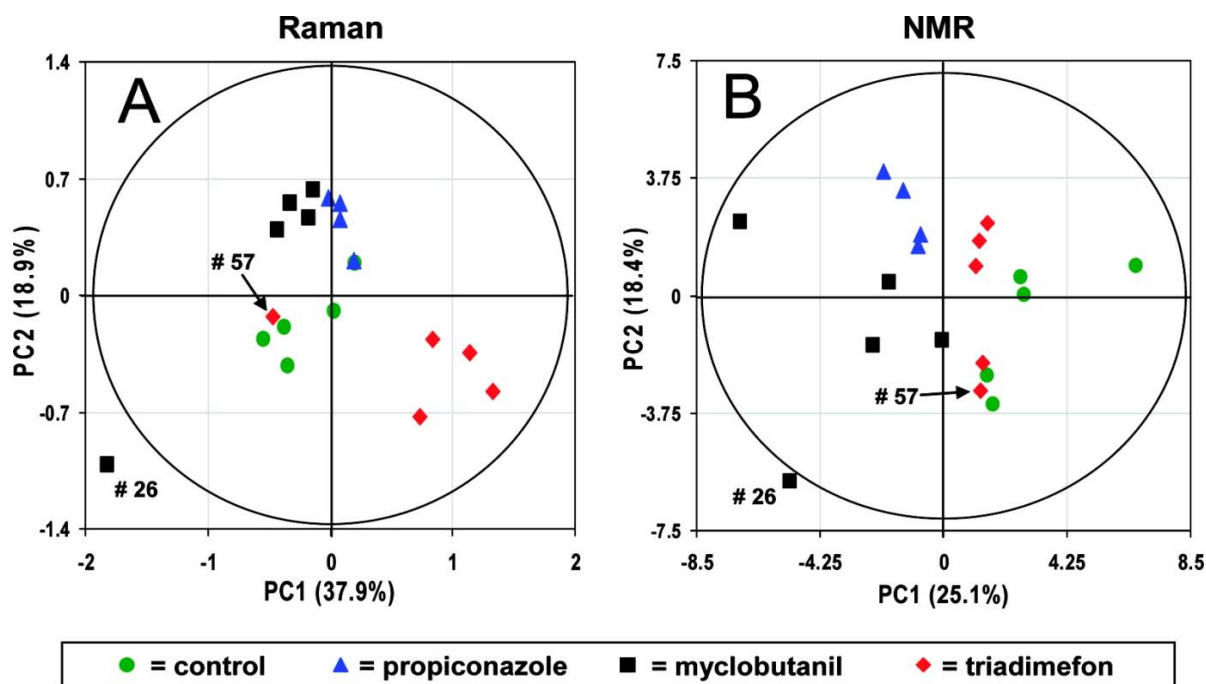 Raman
NMR
A
1.4
0.7
0
-0.7
-1.4
PC2 (18.9%)
# 57
# 26
-2
-1
0
1
2
PC1 (37.9%)
B
7.5
3.75
0
-3.75
-7.5
PC2 (18.4%)
# 57
# 26
-8.5
-4.25
0
4.25
8.5
PC1 (25.1%)
= control = propiconazole = myclobutanil = triadimefon